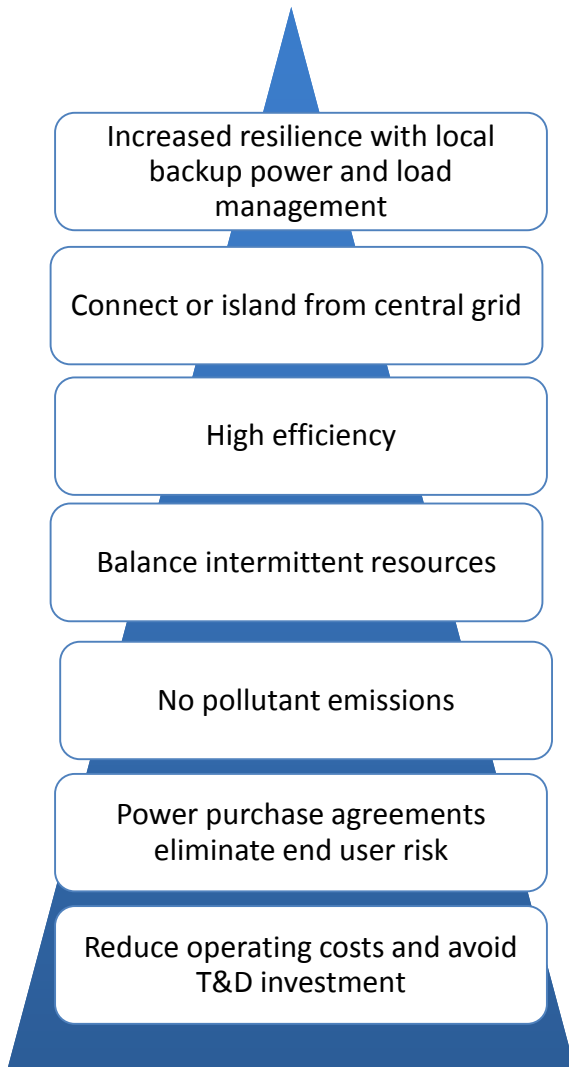 Increased resilience with local
backup power and load
management
Connect or island from central grid
High efficiency
Balance intermittent resources
No pollutant emissions
Power purchase agreements
eliminate end user risk
Reduce operating costs and avoid
T&D investment